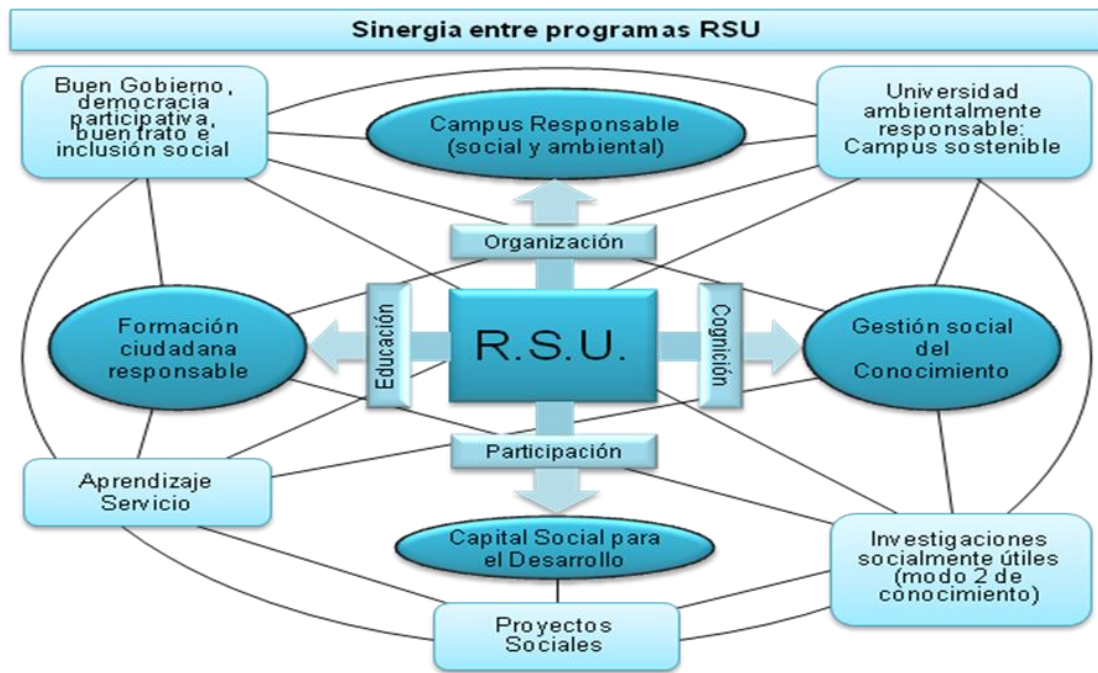 Sinergia entre programas RSU
Buen Gobierno,
democracia
participativa,
buen trato e
inclusión social
Campus Responsable
(social y ambiental)
Universidad
ambientalmente
responsable:
Campus sostenible
Organización
Formación
ciudadana
responsable
Educación
R.S.U.
Cognición
Gestión social
del
Conocimiento
Participación
Aprendizaje
Servicio
Capital Social para
el Desarrollo
Investigaciones
socialmente útiles
(modo 2 de
conocimiento)
Proyectos
Sociales